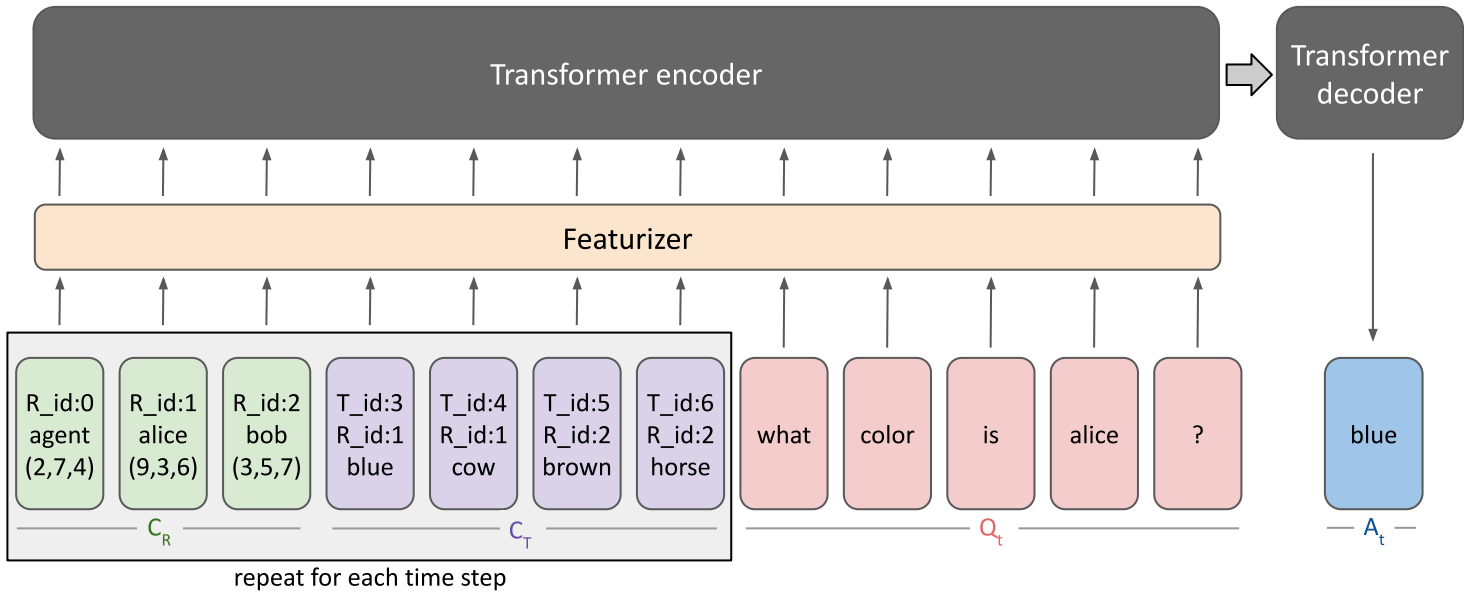 Transformer encoder
Transformer
decoder
Featurizer
R_id:0
agent
(2,7,4)
R_id:1
alice
(9,3,6)
R_id:2
bob
(3,5,7)
T_id:3
R_id:1
blue
T_id:4
R_id:1
cow
T_id:5
R_id:2
brown
T_id:6
R_id:2
horse
what
color
is
alice
?
blue
C_R
C_T
Q_t
A_t
repeat for each time step